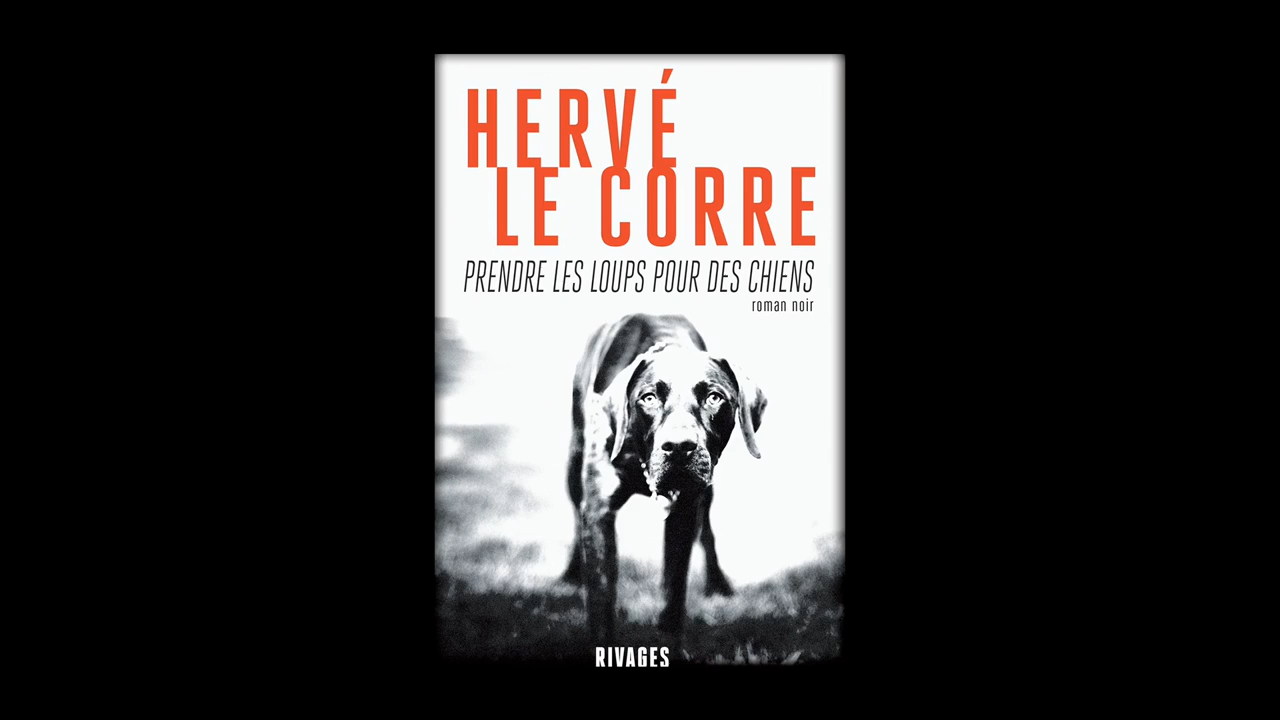 HERVÉ
LE CORRE
PRENDRE LES LOUPS POUR DES CHIENS
roman noir
RIVAGES